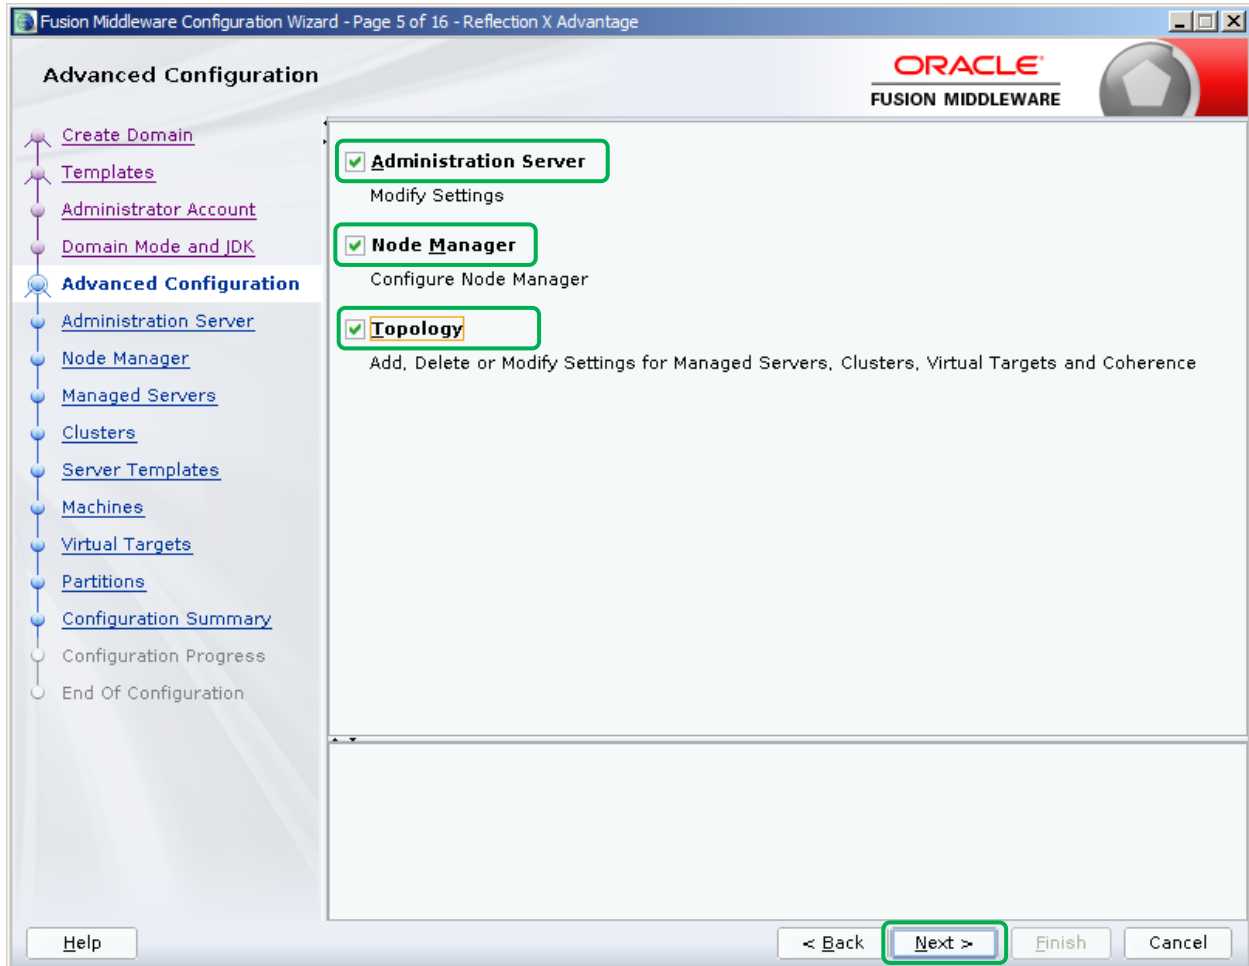 Fusion Middleware Configuration Wizard - Page 5 of 16 - Reflection X Advantage
Advanced Configuration
ORACLE
FUSION MIDDLEWARE
Create Domain
Templates
Administrator Account
Domain Mode and JDK
Advanced Configuration
Administration Server
Node Manager
Managed Servers
Clusters
Server Templates
Machines
Virtual Targets
Partitions
Configuration Summary
Configuration Progress
End Of Configuration
Administration Server
Modify Settings
Node Manager
Configure Node Manager
Topology
Add, Delete or Modify Settings for Managed Servers, Clusters, Virtual Targets and Coherence
Help
< Back
Next >
Finish
Cancel